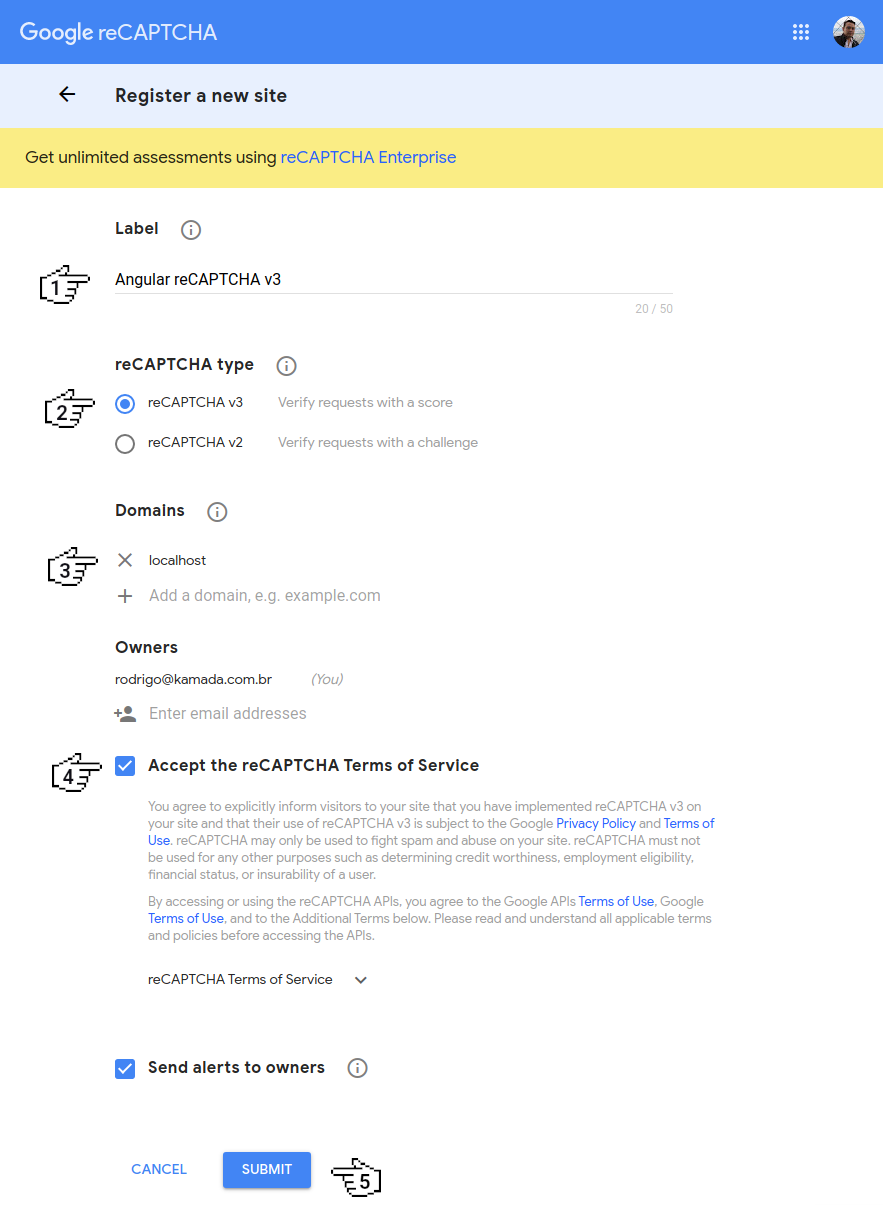 Google reCAPTCHA
Register a new site
Get unlimited assessments using reCAPTCHA Enterprise
Label
1
Angular reCAPTCHA v3
20 / 50
reCAPTCHA type
2
reCAPTCHA v3 Verify requests with a score
reCAPTCHA v2 Verify requests with a challenge
Domains
3
localhost
Add a domain, e.g. example.com
Owners
rodrigo@kamada.com.br (You)
Enter email addresses
4
Accept the reCAPTCHA Terms of Service
You agree to explicitly inform visitors to your site that you have implemented reCAPTCHA v3 on
your site and that their use of reCAPTCHA v3 is subject to the Google Privacy Policy and Terms of
Use. reCAPTCHA may only be used to fight spam and abuse on your site. reCAPTCHA must not
be used for any other purposes such as determining credit worthiness, employment eligibility,
financial status, or insurability of a user.
By accessing or using the reCAPTCHA APIs, you agree to the Google APIs Terms of Use, Google
Terms of Use, and to the Additional Terms below. Please read and understand all applicable terms
and policies before accessing the APIs.
reCAPTCHA Terms of Service
Send alerts to owners
CANCEL SUBMIT
5